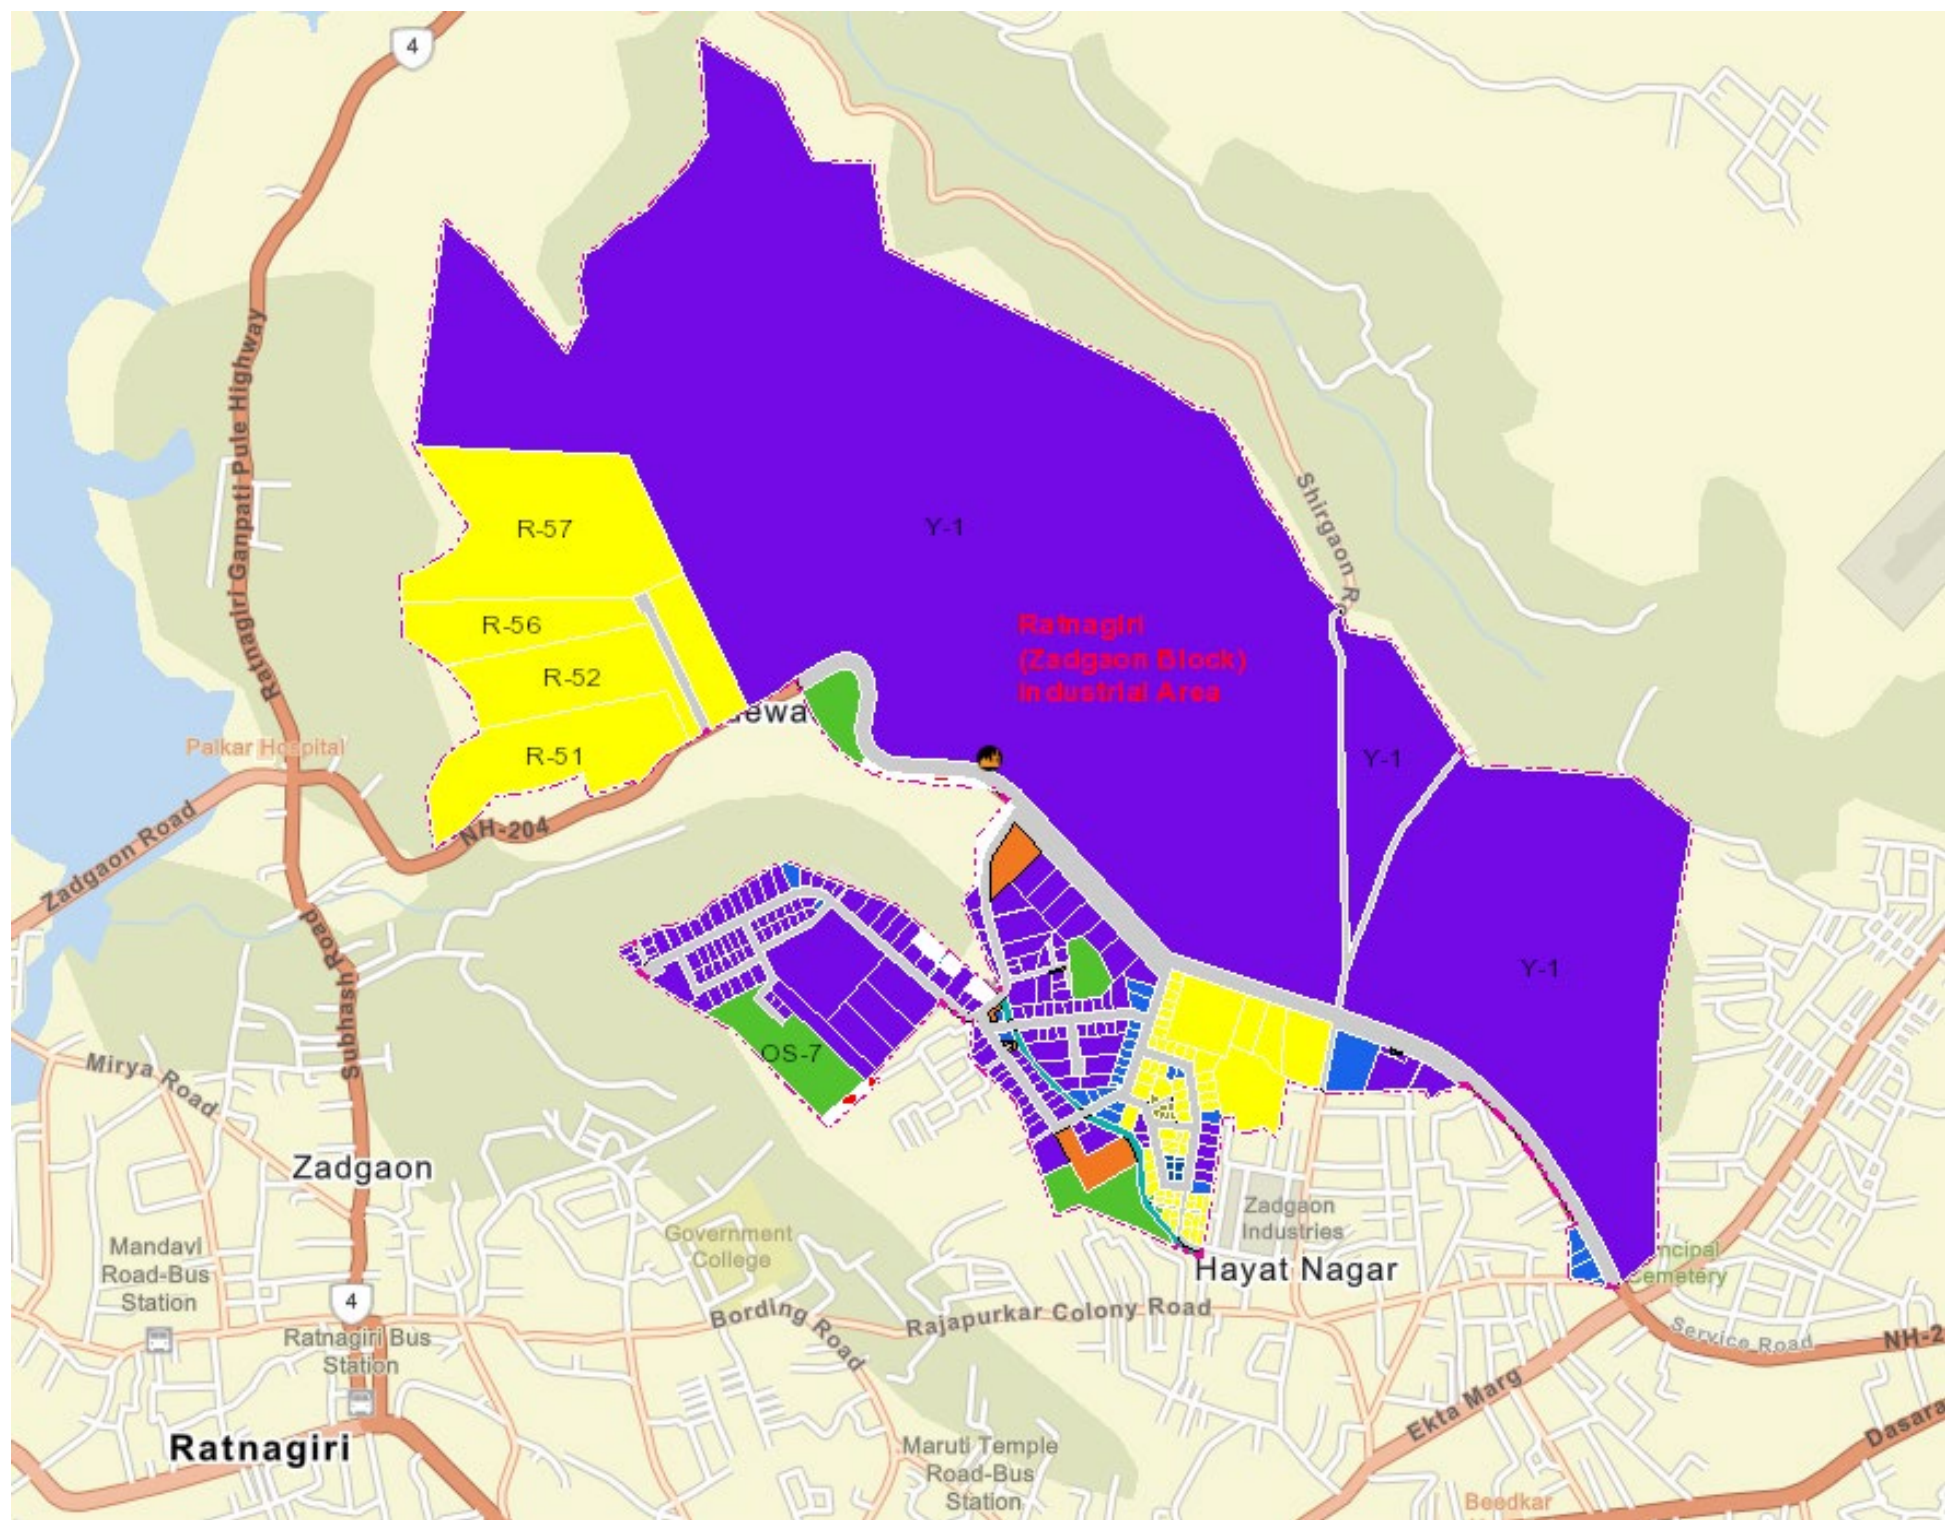 4
Ratnagiri Ganpati Pule Highway
Shirgaon
R-57
Y-1
R-56
Ratnagiri
(Zadgaon Block)
Industrial Area
R-52
Palkar Hospital
R-51
Y-1
NH-204
Zadgaon Road
Subhash Road
Y-1
OS-7
Mirya Road
Zadgaon
Zadgaon
Industries
Government
College
Mandavi
Road-Bus
Station
Hayat Nagar
Cemetery
4
Ratnagiri Bus
Station
Bording Road
Rajapurkar Colony Road
Service Road
NH-2
Ekta Marg
Dasara
Ratnagiri
Maruti Temple
Road-Bus
Station
Beedkar